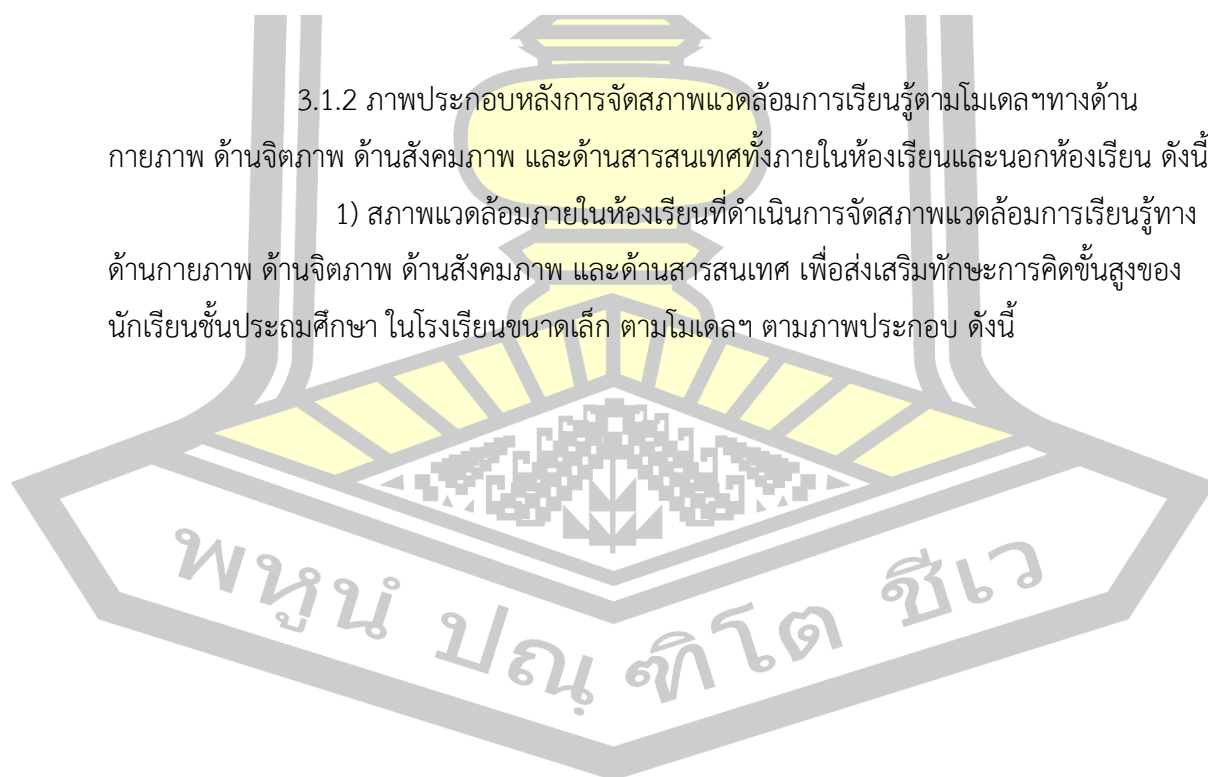 3.1.2 ภาพประกอบหลังการจัดสภาพแวดล้อมการเรียนรู้ตามโมเดลฯทางด้าน
กายภาพ ด้านจิตภาพ ด้านสังคมภาพ และด้านสารสนเทศทั้งภายในห้องเรียนและนอกห้องเรียน ดังนี้
1) สภาพแวดล้อมภายในห้องเรียนที่ดำเนินการจัดสภาพแวดล้อมการเรียนรู้ทาง
ด้านกายภาพ ด้านจิตภาพ ด้านสังคมภาพ และด้านสารสนเทศ เพื่อส่งเสริมทักษะการคิดขั้นสูงของ
นักเรียนชั้นประถมศึกษา ในโรงเรียนขนาดเล็ก ตามโมเดลฯ ตามภาพประกอบ ดังนี้
พหูนํ ปณฺ ฑิโต ชีเว